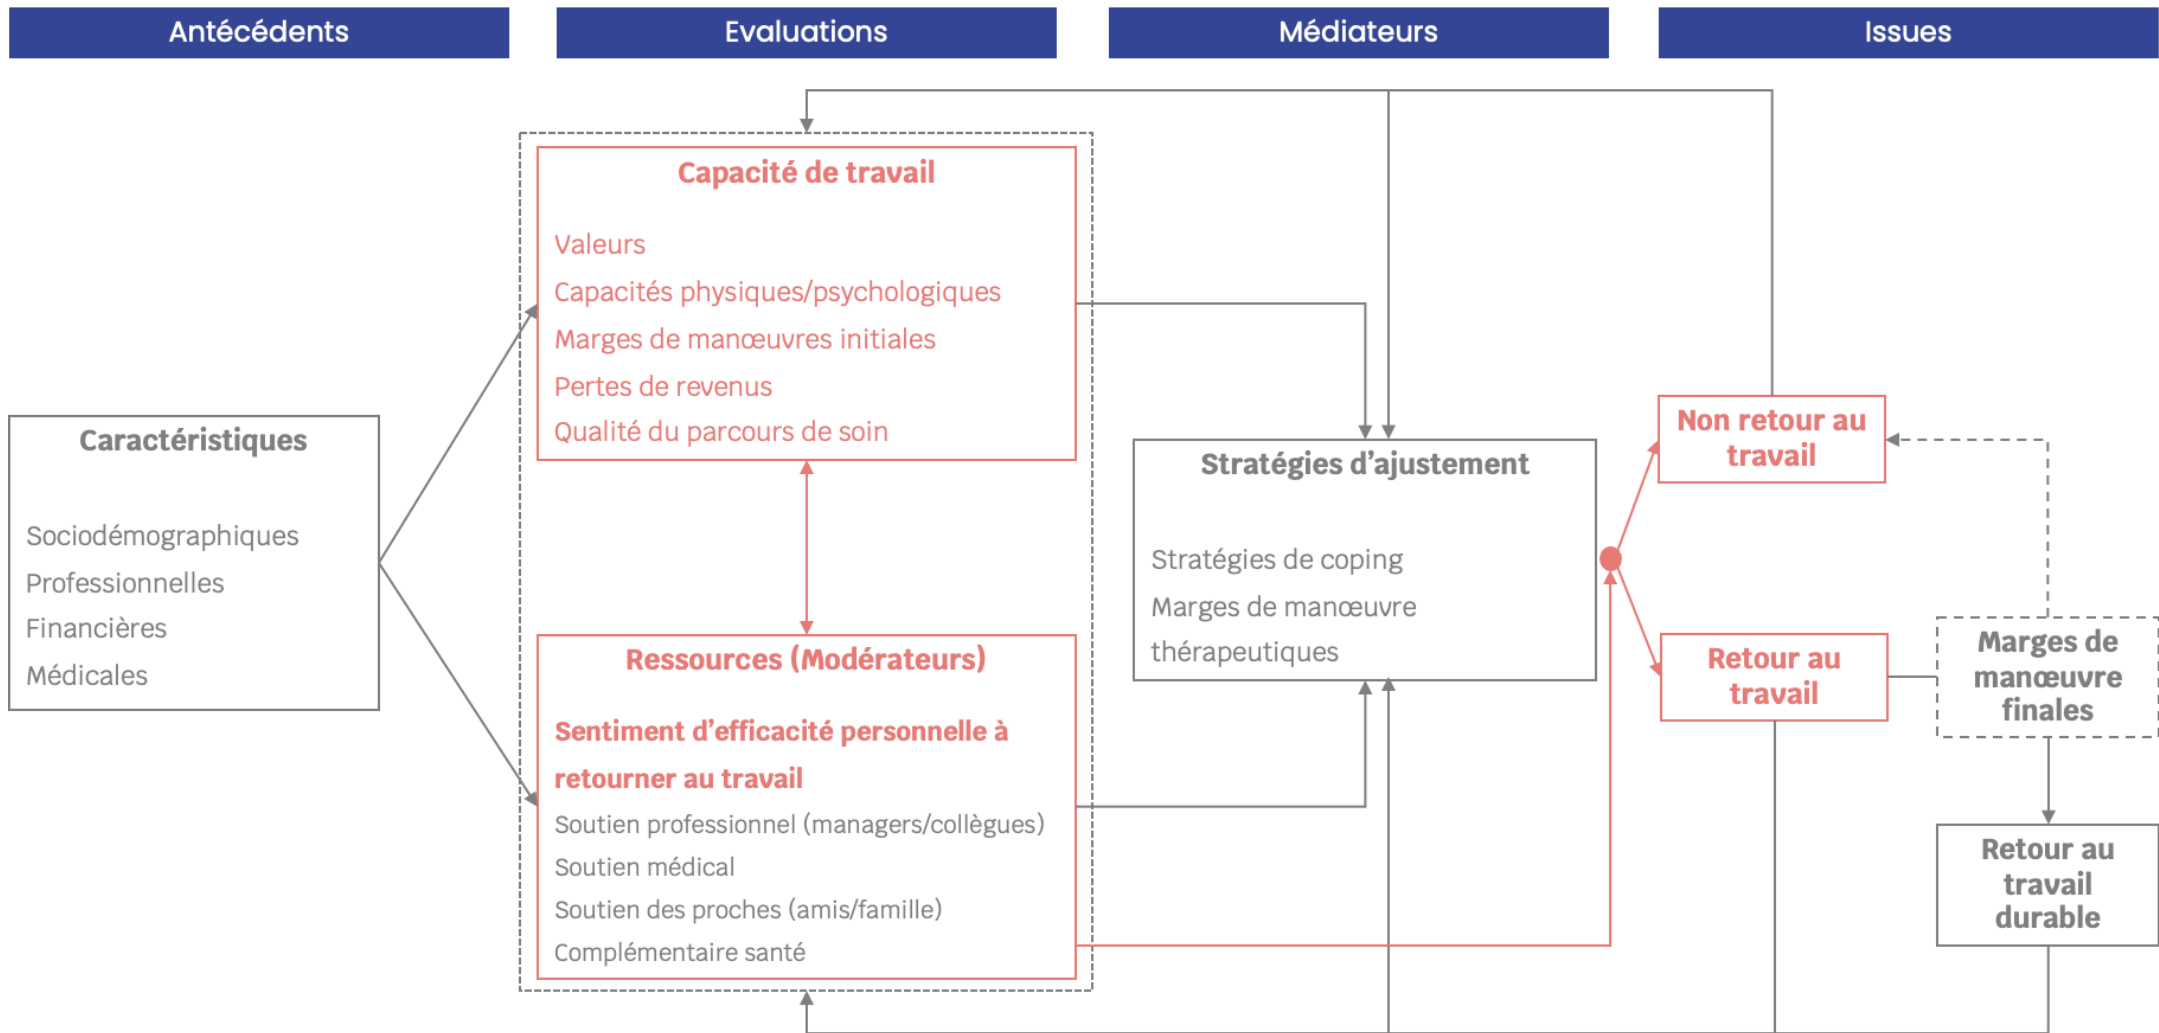 Antécédents
Evaluations
Médiateurs
Issues
Caractéristiques
Sociodémographiques
Professionnelles
Financières
Médicales
Capacité de travail
Valeurs
Capacités physiques/psychologiques
Marges de manœuvres initiales
Pertes de revenus
Qualité du parcours de soin
Ressources (Modérateurs)
Sentiment d’efficacité personnelle à
retourner au travail
Soutien professionnel (managers/collègues)
Soutien médical
Soutien des proches (amis/famille)
Complémentaire santé
Stratégies d’ajustement
Stratégies de coping
Marges de manœuvre
thérapeutiques
Non retour au
travail
Retour au
travail
Marges de
manœuvre
finales
Retour au
travail
durable